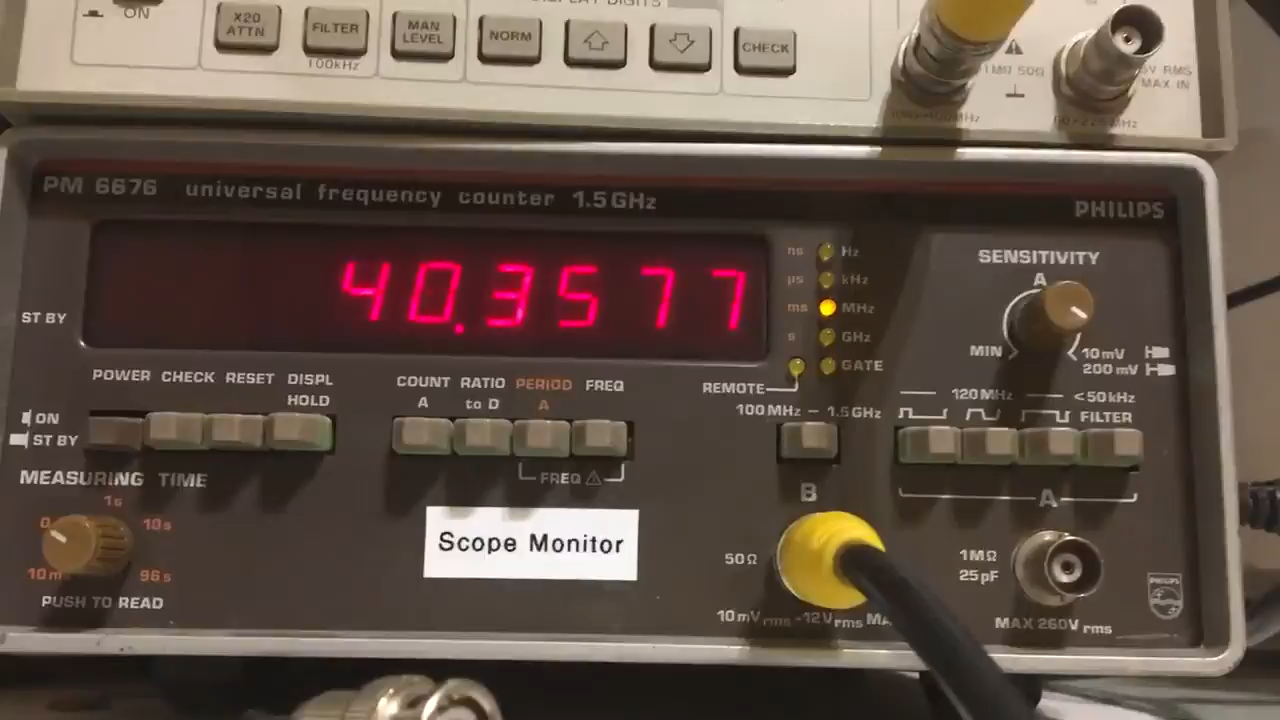 ON
X20 ATTN
FILTER
100kHz
MAN LEVEL
NORM
CHECK
1MΩ 50Ω
MAX IN
PM 6676 universal frequency counter 1.5GHz
PHILIPS
40.3577
ns Hz
µs kHz
ms MHz
s GHz
GATE
REMOTE
SENSITIVITY
A
MIN
10mV
200mV
ST BY
POWER CHECK RESET DISPL HOLD
COUNT A
RATIO to D
PERIOD A
FREQ
FREQ
ON
ST BY
100MHz – 1.5GHz
120MHz <50kHz
FILTER
B
A
MEASURING TIME
1s
10s
96s
PUSH TO READ
Scope Monitor
50Ω
10mVrms -12Vrms
1MΩ
25pF
MAX 260Vrms
PHILIPS